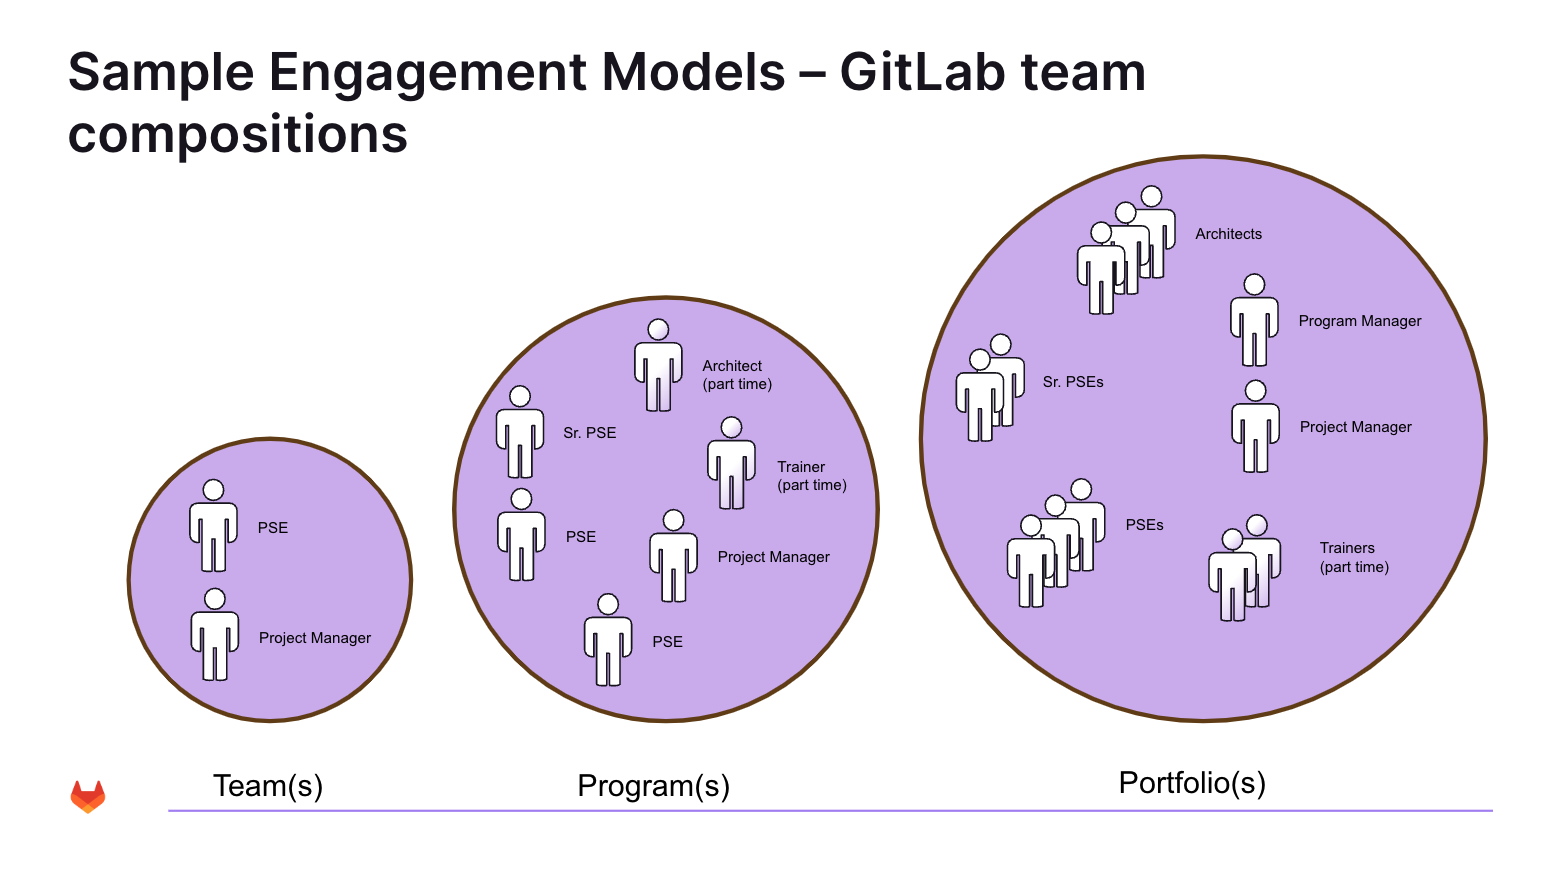 Sample Engagement Models – GitLab team
compositions
PSE
Project Manager
Team(s)
Architect
(part time)
Sr. PSE
Trainer
(part time)
PSE
Project Manager
PSE
Program(s)
Architects
Program Manager
Sr. PSEs
Project Manager
PSEs
Trainers
(part time)
Portfolio(s)